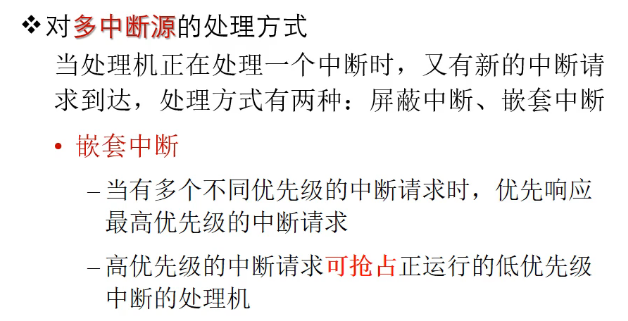 ❖对多中断源的处理方式
当处理机正在处理一个中断时，又有新的中断请
求到达，处理方式有两种：屏蔽中断、嵌套中断
• 嵌套中断
– 当有多个不同优先级的中断请求时，优先响应
最高优先级的中断请求
– 高优先级的中断请求可抢占正运行的低优先级
中断的处理机